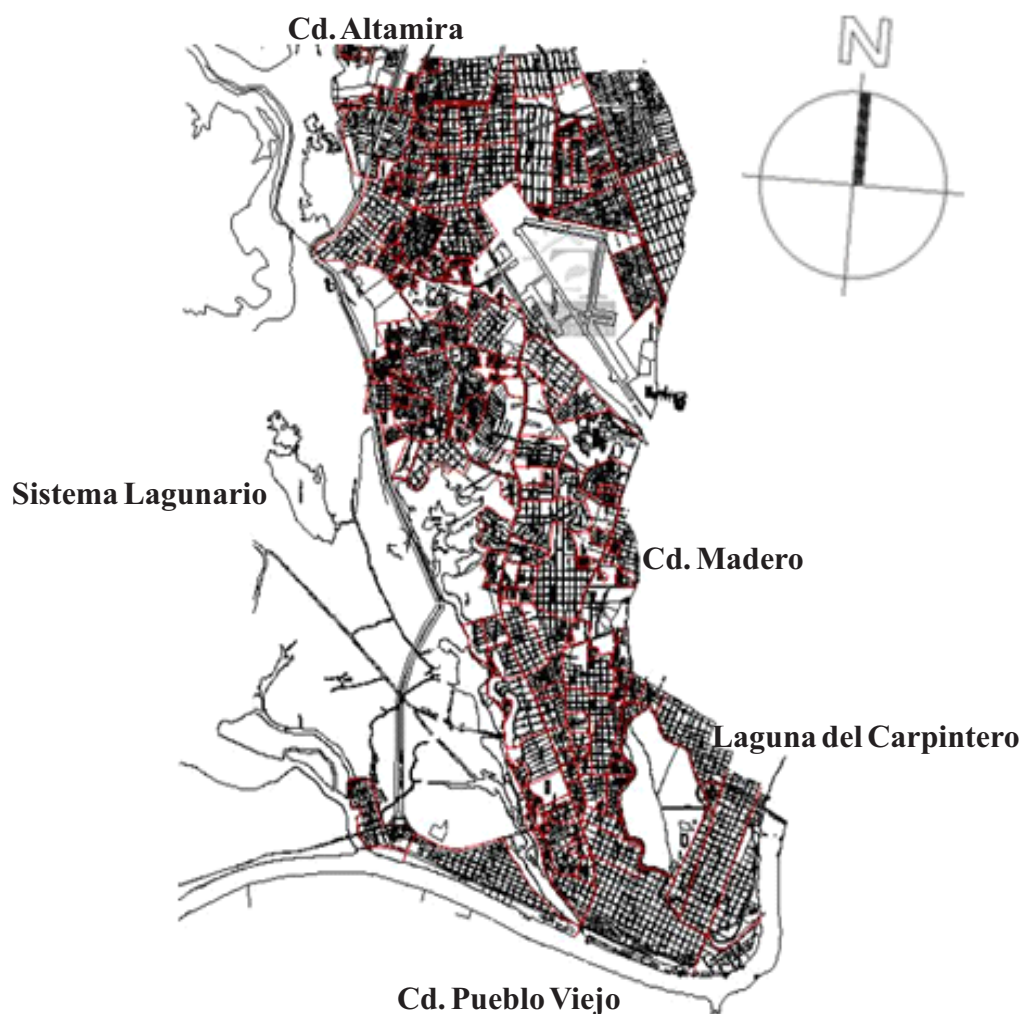 Cd. Altamira
N
Sistema Lagunario
Cd. Madero
Laguna del Carpintero
Cd. Pueblo Viejo